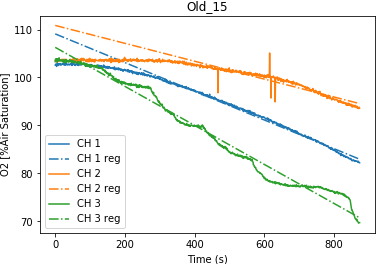 Old_15
O2 [%Air Saturation]
110
100
90
80
70
CH 1
CH 1 reg
CH 2
CH 2 reg
CH 3
CH 3 reg
0 200 400 600 800
Time (s)